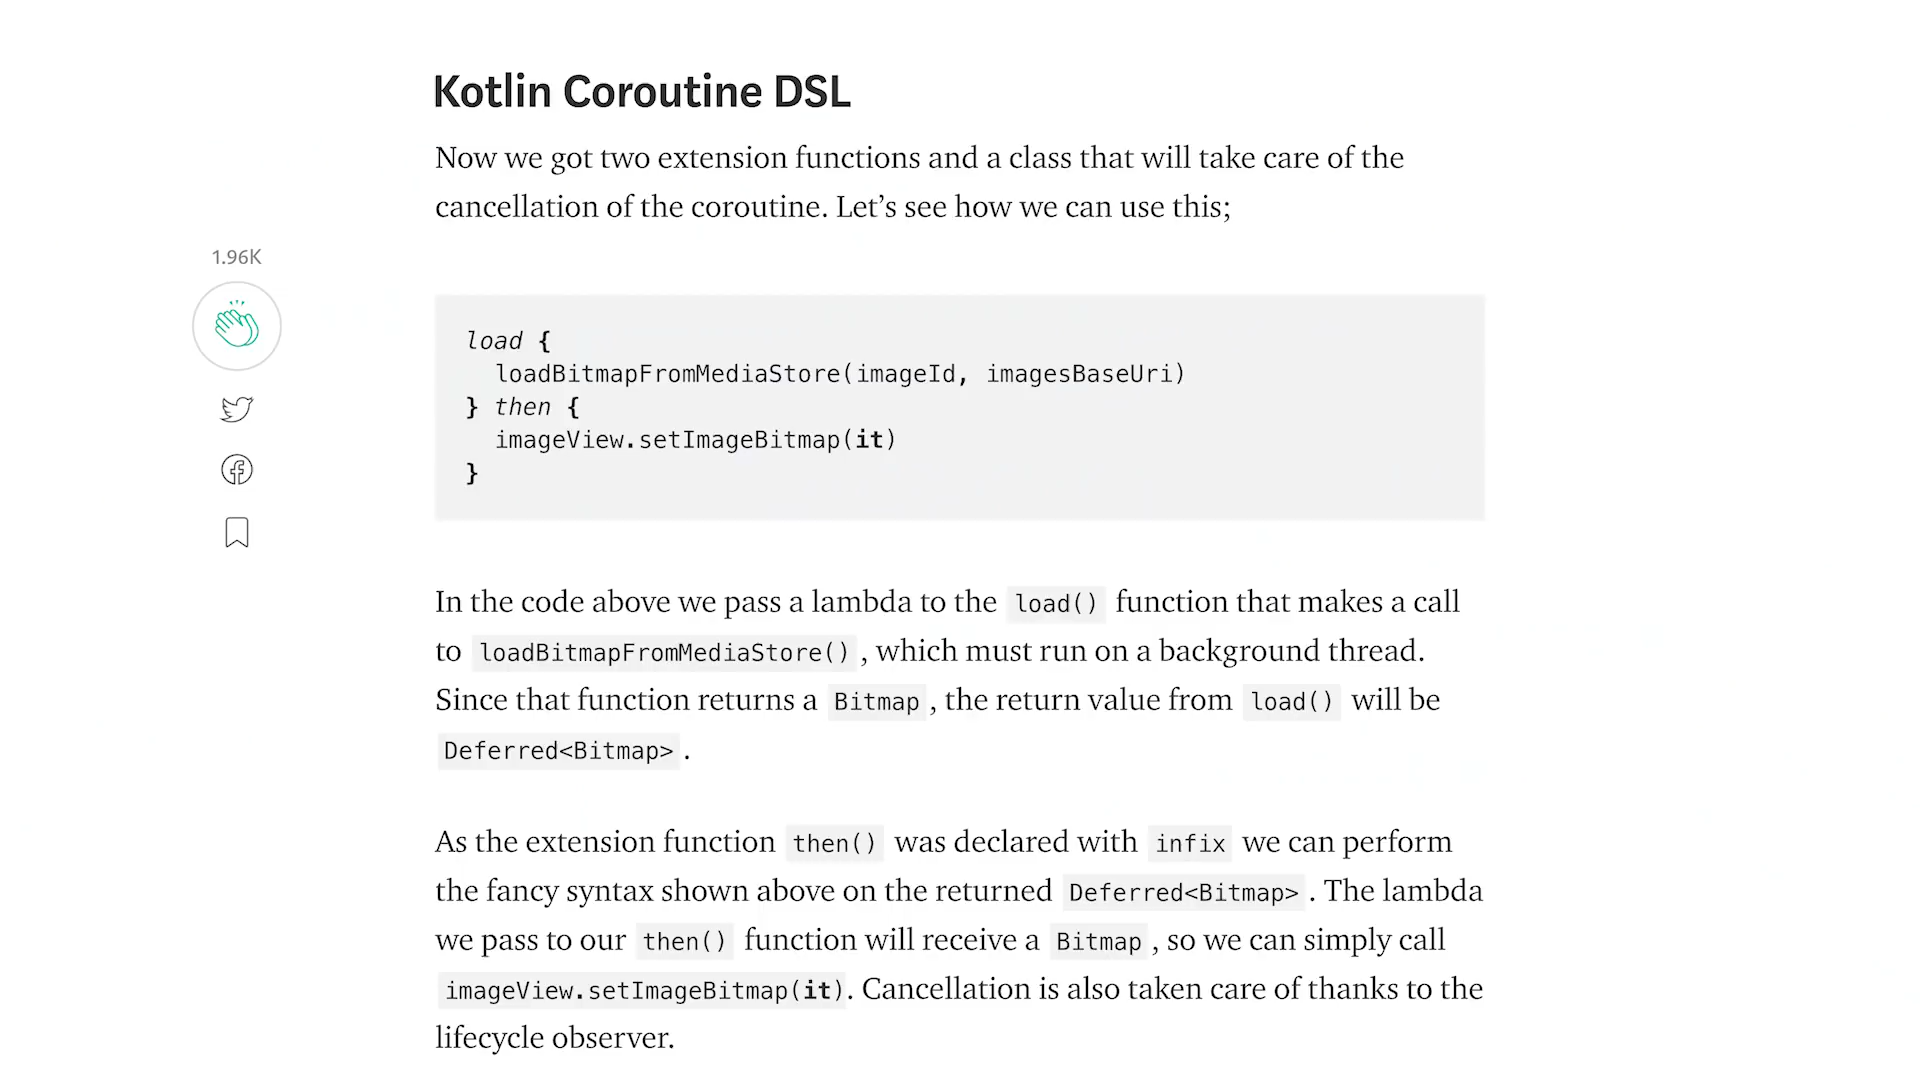 Kotlin Coroutine DSL
Now we got two extension functions and a class that will take care of the
cancellation of the coroutine. Let’s see how we can use this;
1.96K
load {
  loadBitmapFromMediaStore(imageId, imagesBaseUri)
} then {
  imageView.setImageBitmap(it)
}
In the code above we pass a lambda to the load() function that makes a call
to loadBitmapFromMediaStore() , which must run on a background thread.
Since that function returns a Bitmap , the return value from load() will be
Deferred<Bitmap> .
As the extension function then() was declared with infix we can perform
the fancy syntax shown above on the returned Deferred<Bitmap> . The lambda
we pass to our then() function will receive a Bitmap , so we can simply call
imageView.setImageBitmap(it). Cancellation is also taken care of thanks to the
lifecycle observer.